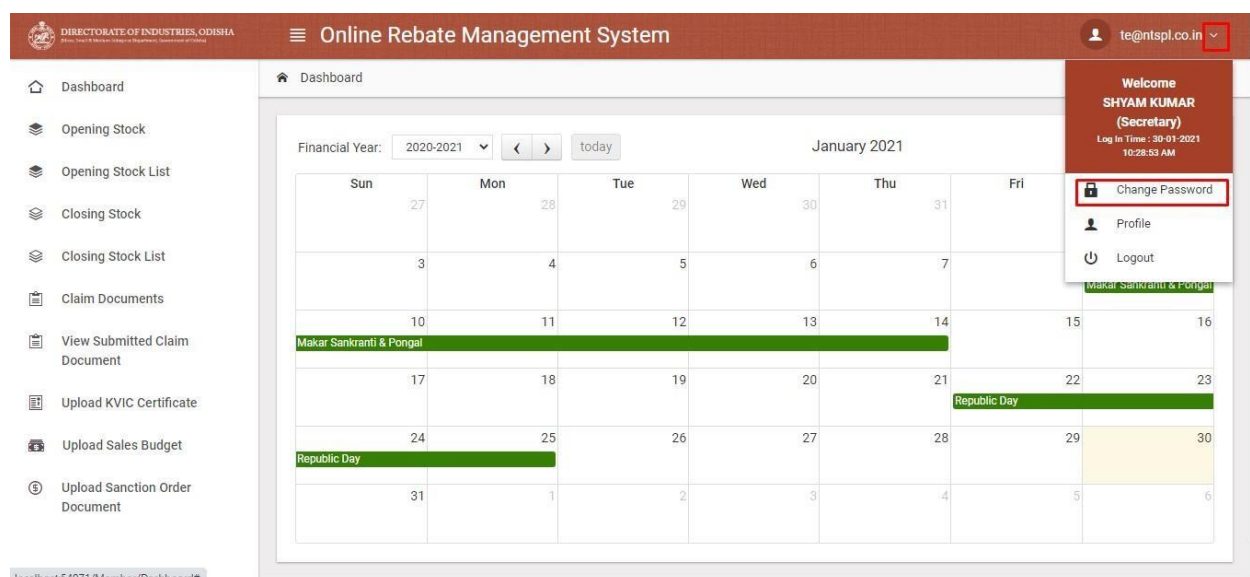 DIRECTORATE OF INDUSTRIES, ODISHA
Online Rebate Management System
te@ntspl.co.in
Dashboard
Opening Stock
Opening Stock List
Closing Stock
Closing Stock List
Claim Documents
View Submitted Claim
Document
Upload KVIC Certificate
Upload Sales Budget
Upload Sanction Order
Document
Dashboard
Welcome
SHYAM KUMAR
(Secretary)
Log In Time : 30-01-2021
10:28:53 AM
Change Password
Profile
Logout
Financial Year: 2020-2021 today January 2021
Sun Mon Tue Wed Thu Fri
27 28 29 30 31
3 4 5 6 7
Makar Sankranti & Pongal
10 11 12 13 14 15 16
Makar Sankranti & Pongal
17 18 19 20 21 22 23
Republic Day
24 25 26 27 28 29 30
Republic Day
31 1 2 3 4 5 6